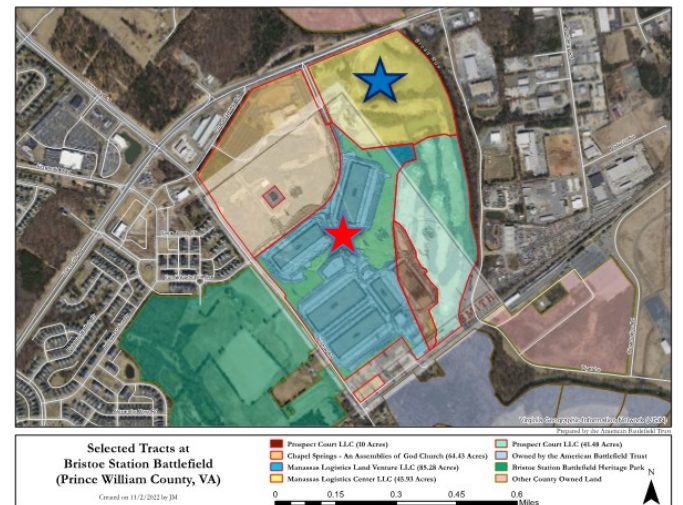 Virginia Geographic Information Network (VGIN)
Prepared by the American Battlefield Trust
Selected Tracts at
Bristoe Station Battlefield
(Prince William County, VA)
Created on 11/2/2022 by JM
Prospect Court LLC (10 Acres)
Chapel Springs - An Assemblies of God Church (64.43 Acres)
Manassas Logistics Land Venture LLC (85.28 Acres)
Manassas Logistics Center LLC (45.93 Acres)
Prospect Court LLC (41.48 Acres)
Owned by the American Battlefield Trust
Bristoe Station Battlefield Heritage Park
Other County Owned Land
N
0 0.15 0.3 0.45 0.6
Miles